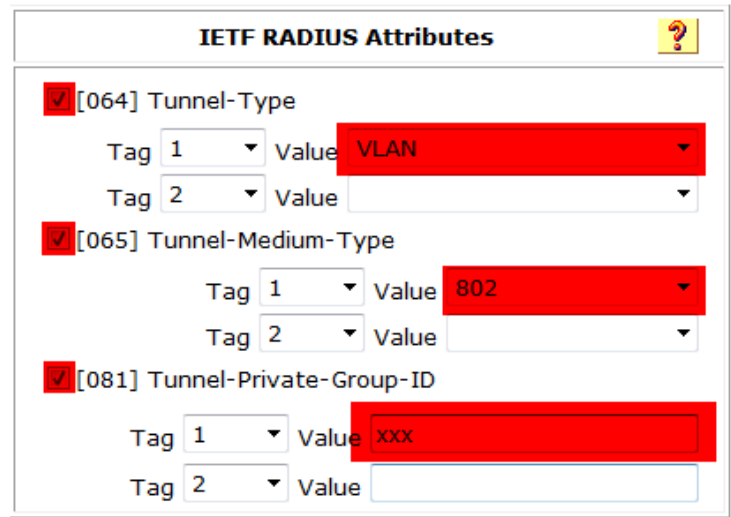 IETF RADIUS Attributes ?
[064] Tunnel-Type
Tag 1 Value VLAN
Tag 2 Value
[065] Tunnel-Medium-Type
Tag 1 Value 802
Tag 2 Value
[081] Tunnel-Private-Group-ID
Tag 1 Value xxx
Tag 2 Value